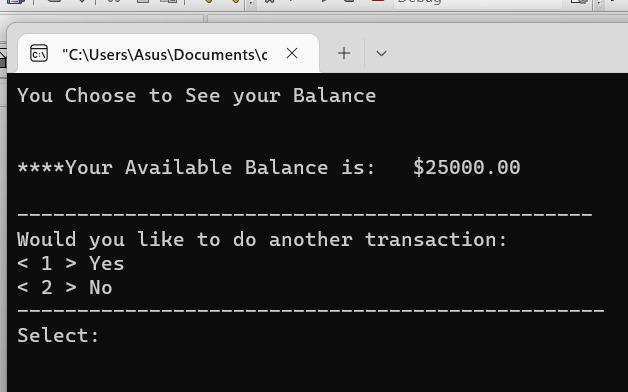 Debug
"C:\Users\Asus\Documents\c
You Choose to See your Balance
****Your Available Balance is:   $25000.00
------------------------------------------------
Would you like to do another transaction:
< 1 > Yes
< 2 > No
-------------------------------------------------
Select: